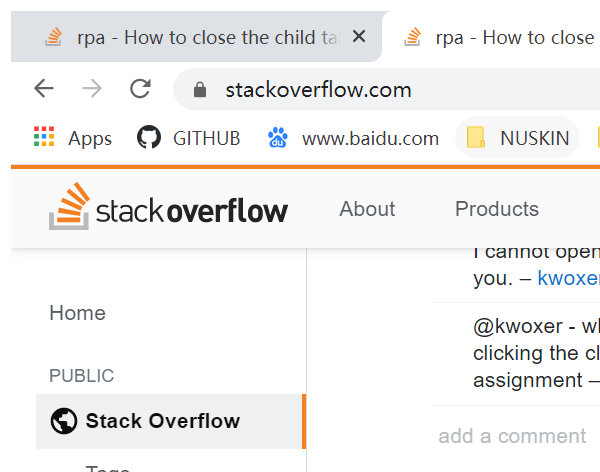 rpa - How to close the child ta
rpa - How to close
stackoverflow.com
Apps GITHUB www.baidu.com NUSKIN
stackoverflow About Products
I cannot open
you. – kwoxer
Home
@kwoxer - wh
clicking the cl
assignment –
PUBLIC
Stack Overflow
add a comment
Tags